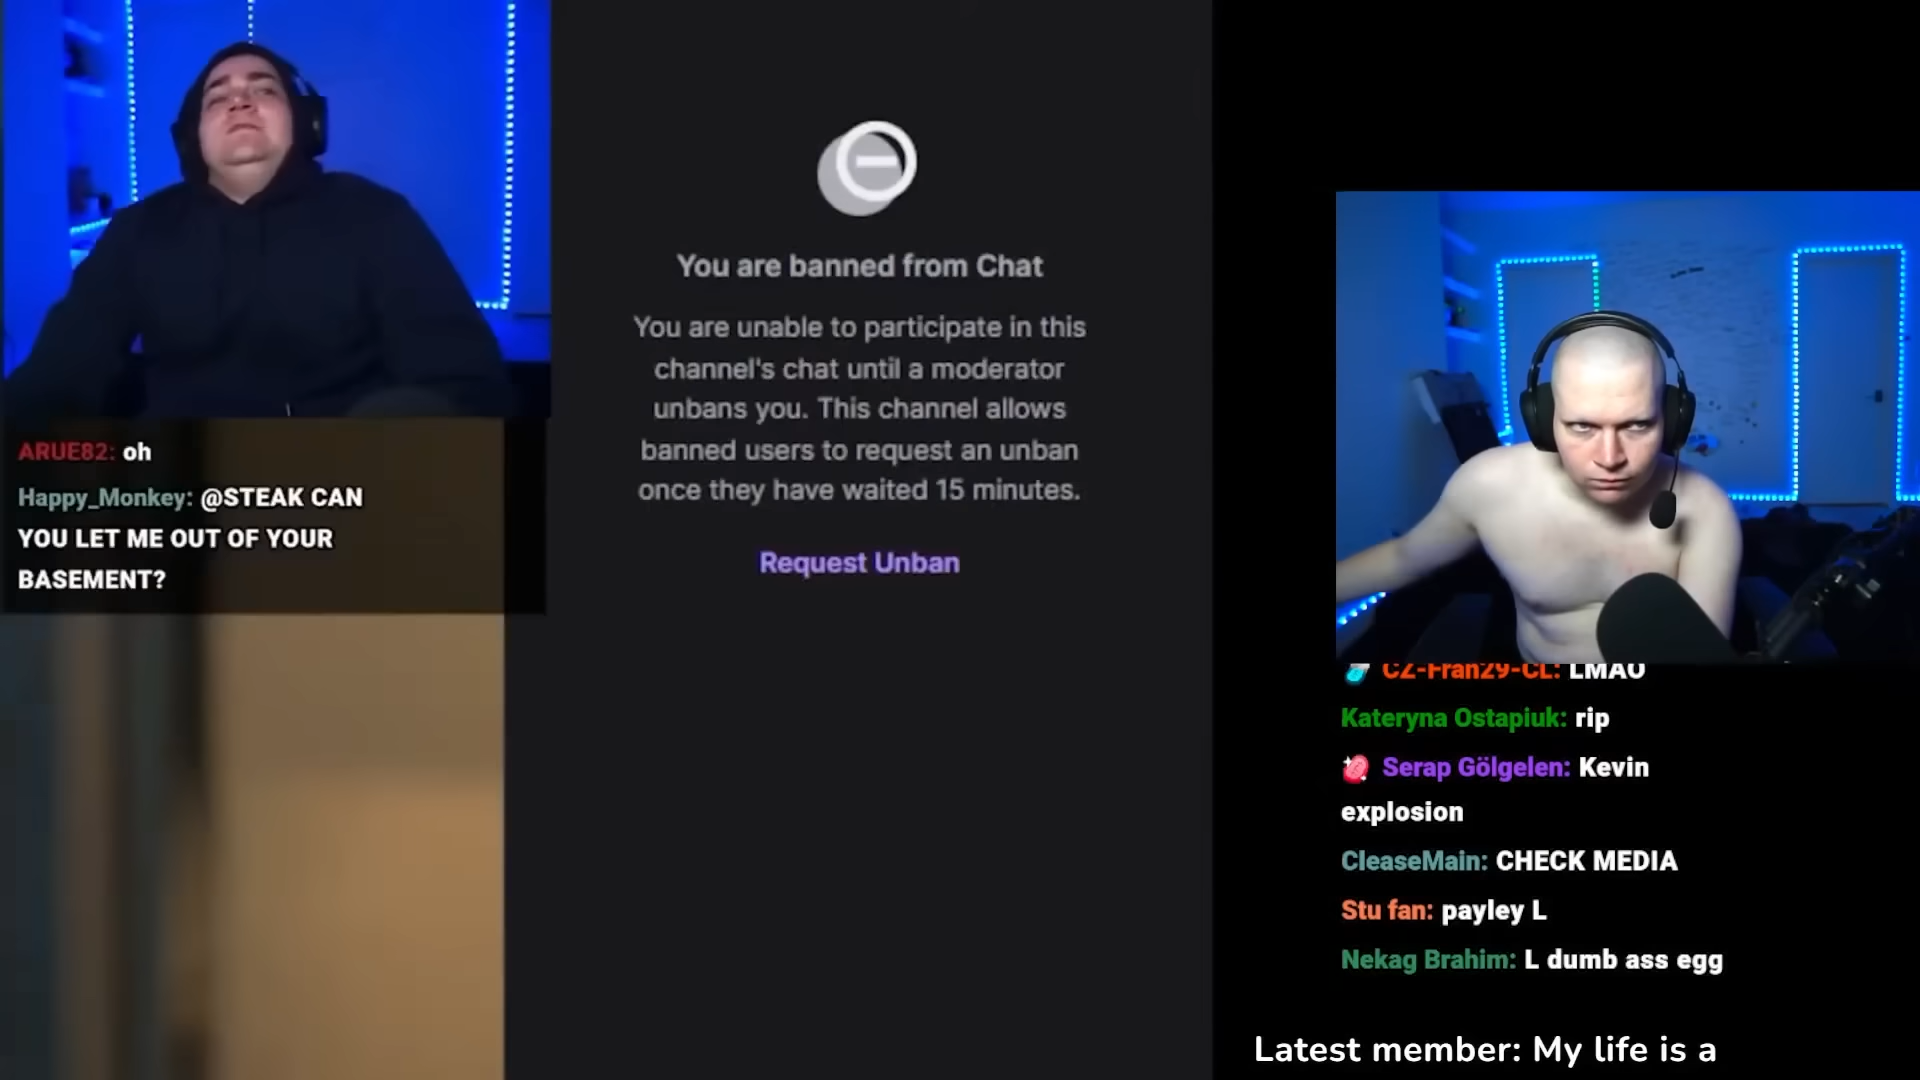 ARUE82: oh
Happy_Monkey: @STEAK CAN
YOU LET ME OUT OF YOUR
BASEMENT?
You are banned from Chat
You are unable to participate in this
channel's chat until a moderator
unbans you. This channel allows
banned users to request an unban
once they have waited 15 minutes.
Request Unban
CZ-Fran29-CL: LMAO
Kateryna Ostapiuk: rip
Serap Gölgelen: Kevin
explosion
CleaseMain: CHECK MEDIA
Stu fan: payley L
Nekag Brahim: L dumb ass egg
Latest member: My life is a